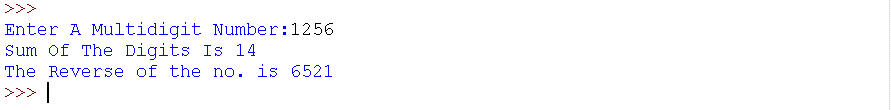 >>>
Enter A Multidigit Number:1256
Sum Of The Digits Is 14
The Reverse of the no. is 6521
>>>